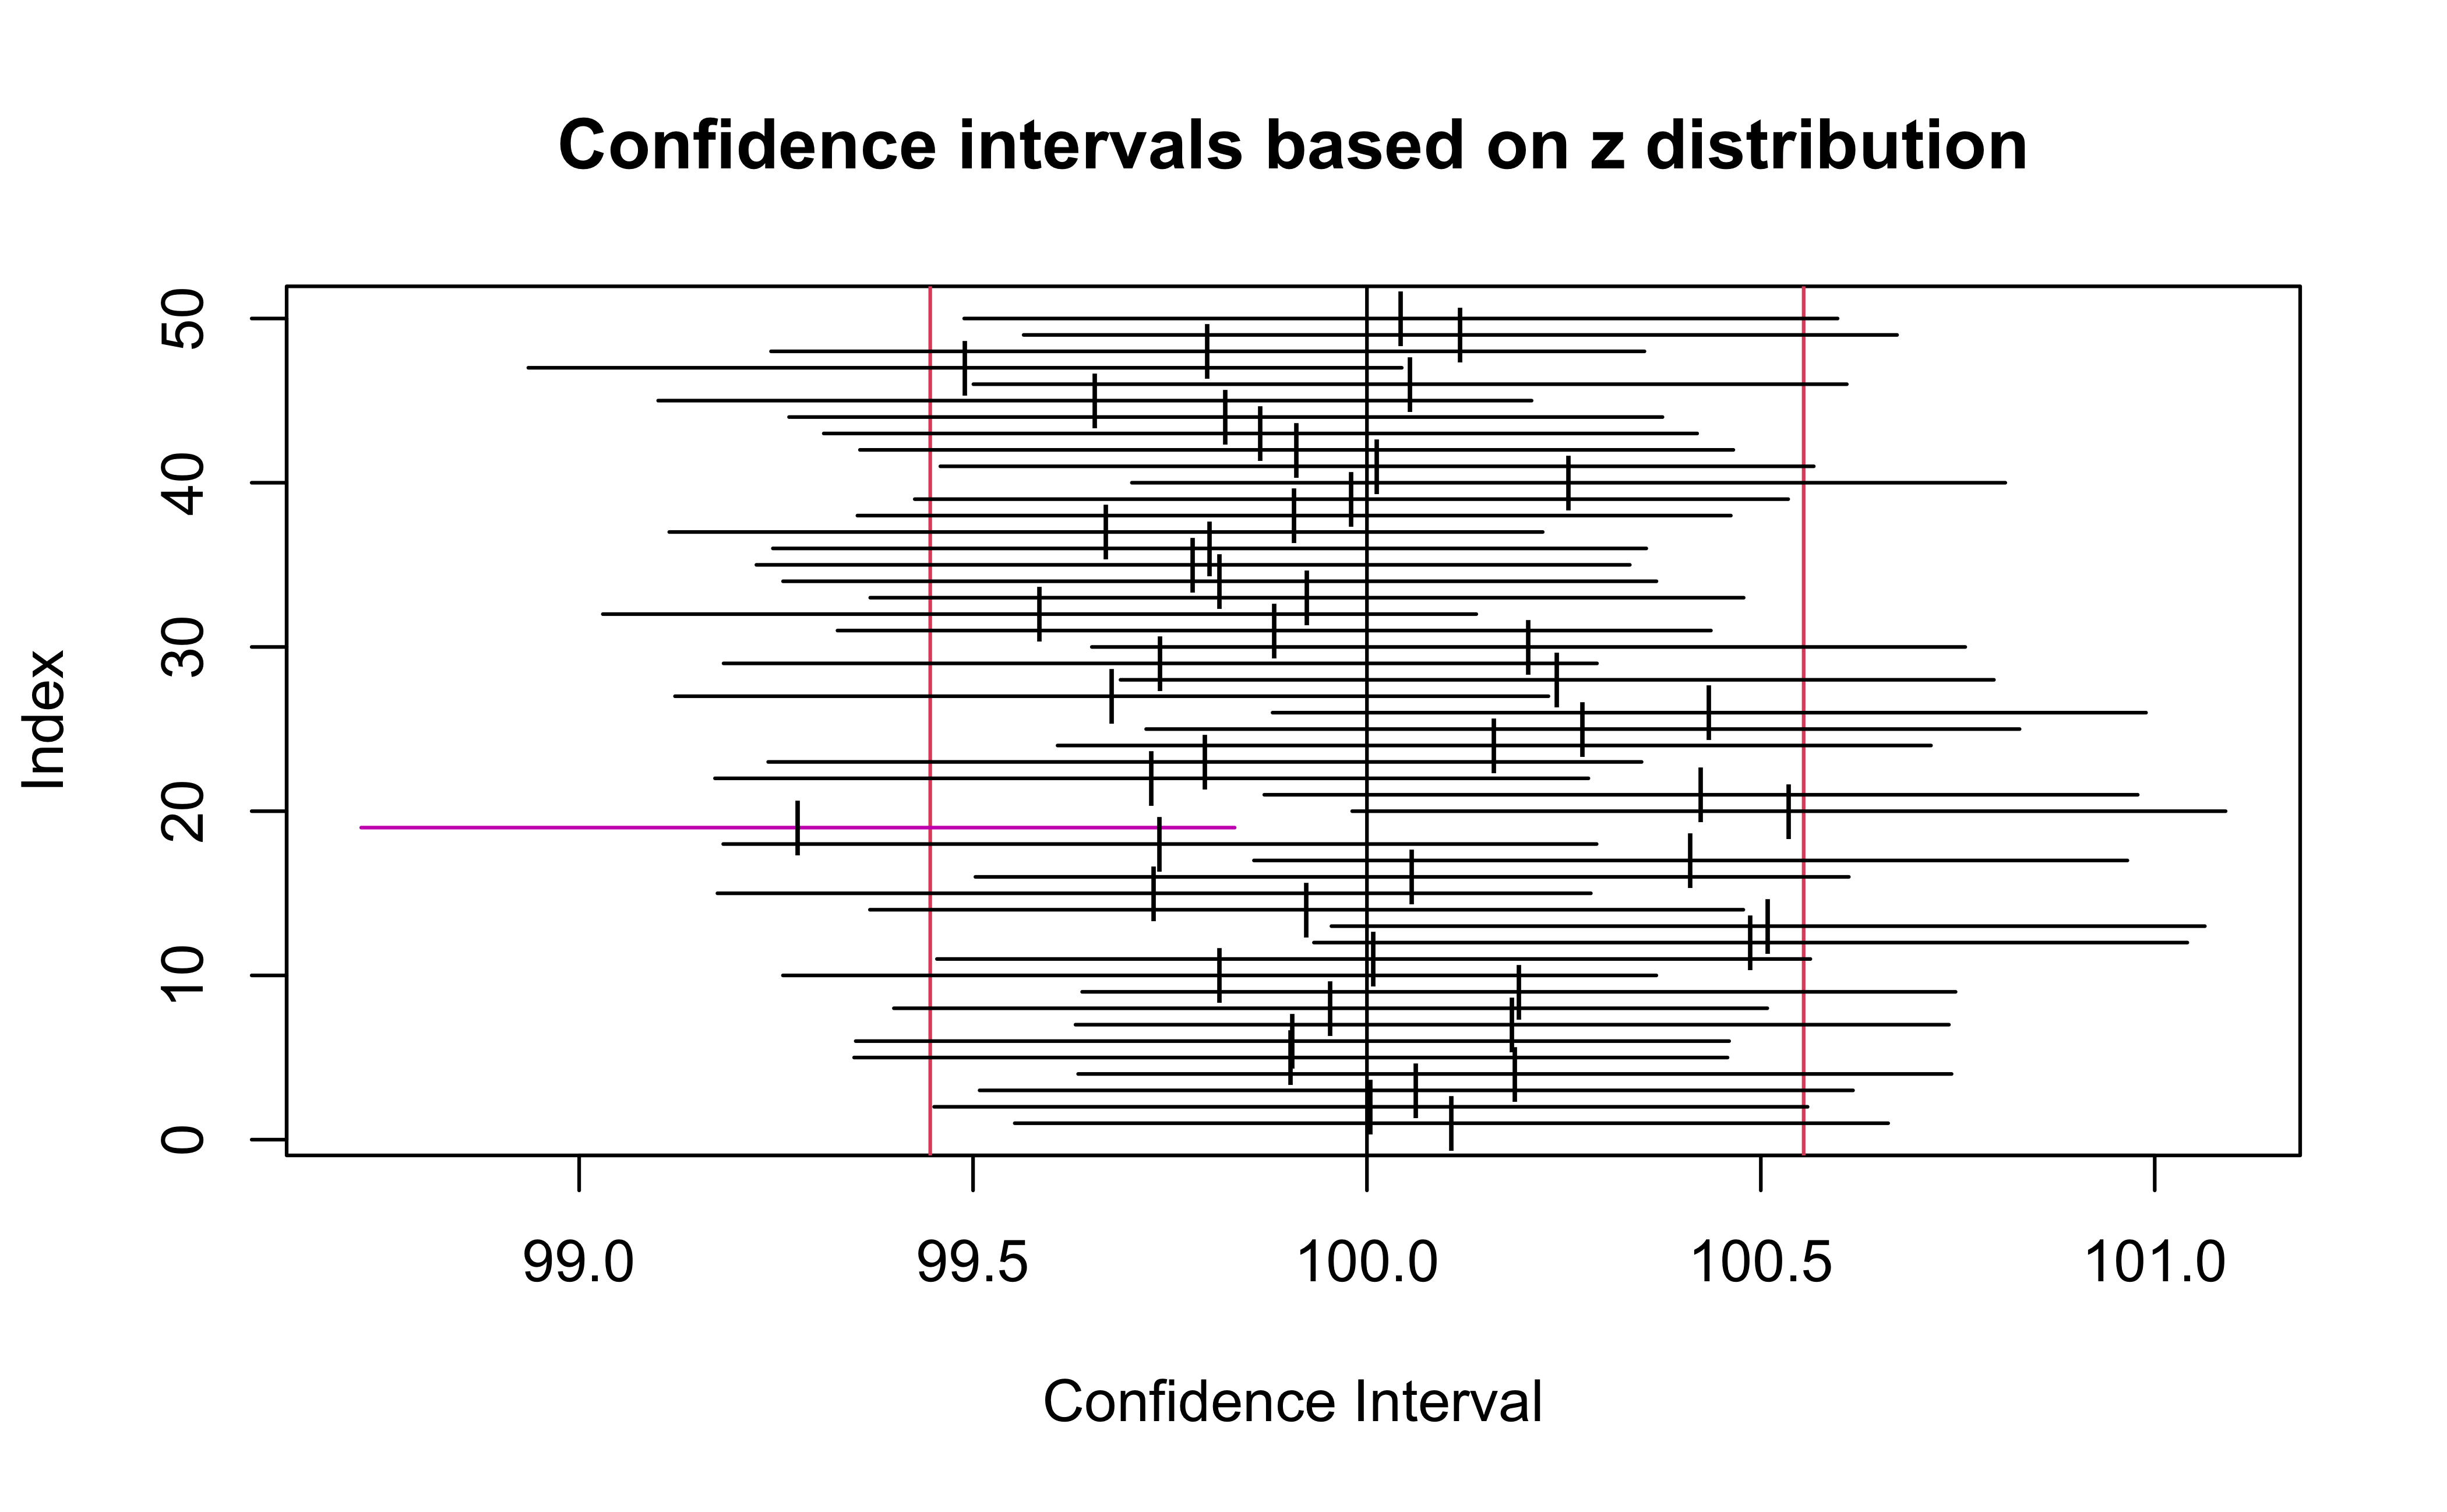 Confidence intervals based on z distribution
50
40
30
20
10
0
Index
99.0 99.5 100.0 100.5 101.0
Confidence Interval